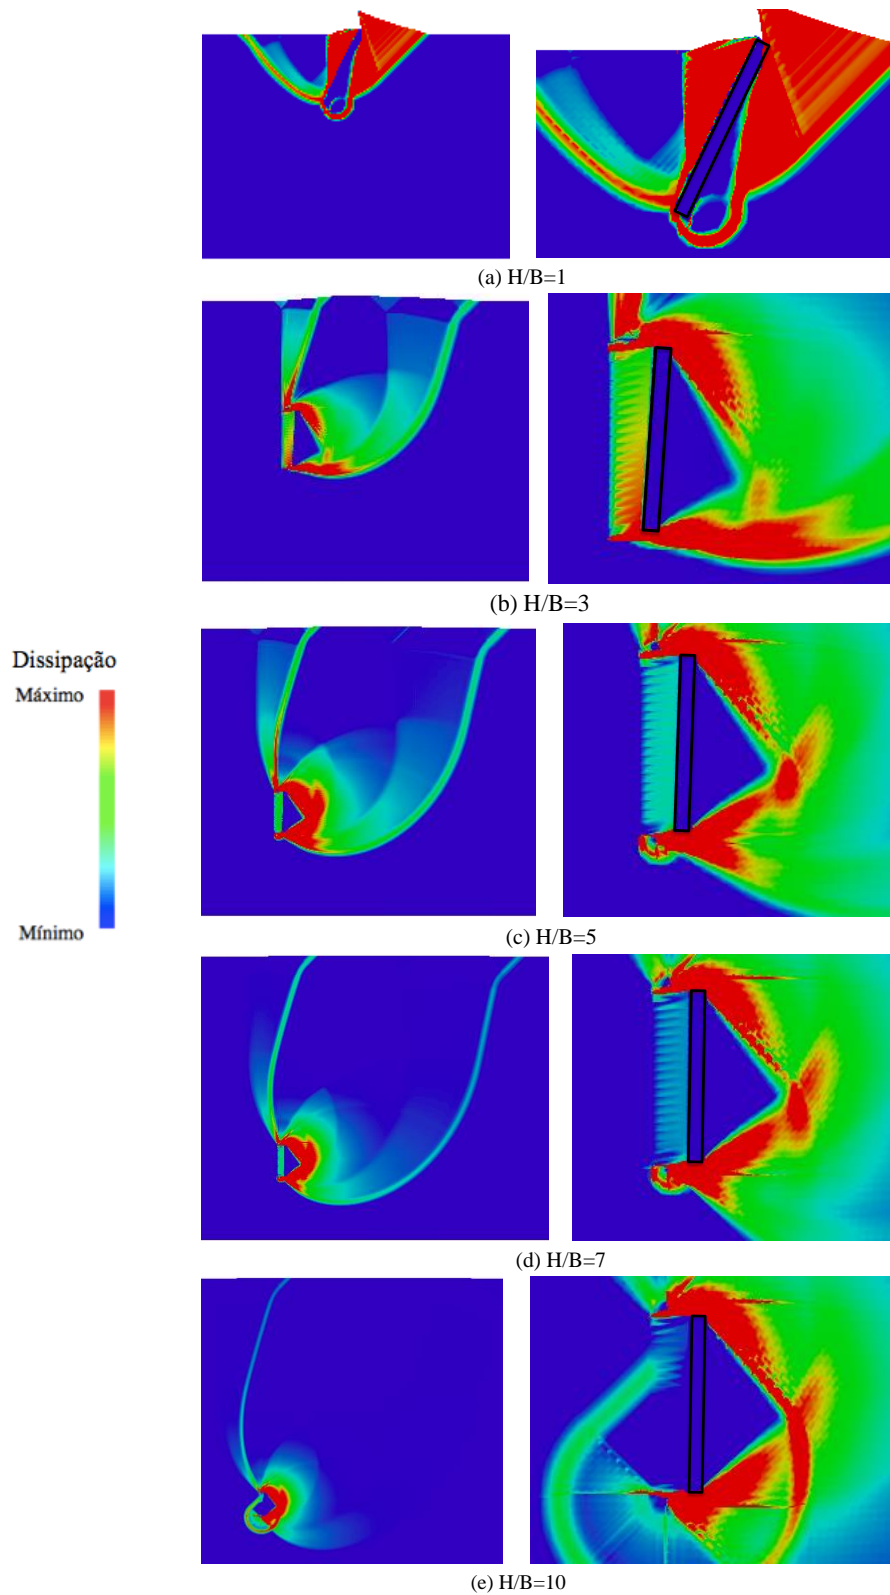 (a) H/B=1
(b) H/B=3
Dissipação
Máximo
Mínimo
(c) H/B=5
(d) H/B=7
(e) H/B=10